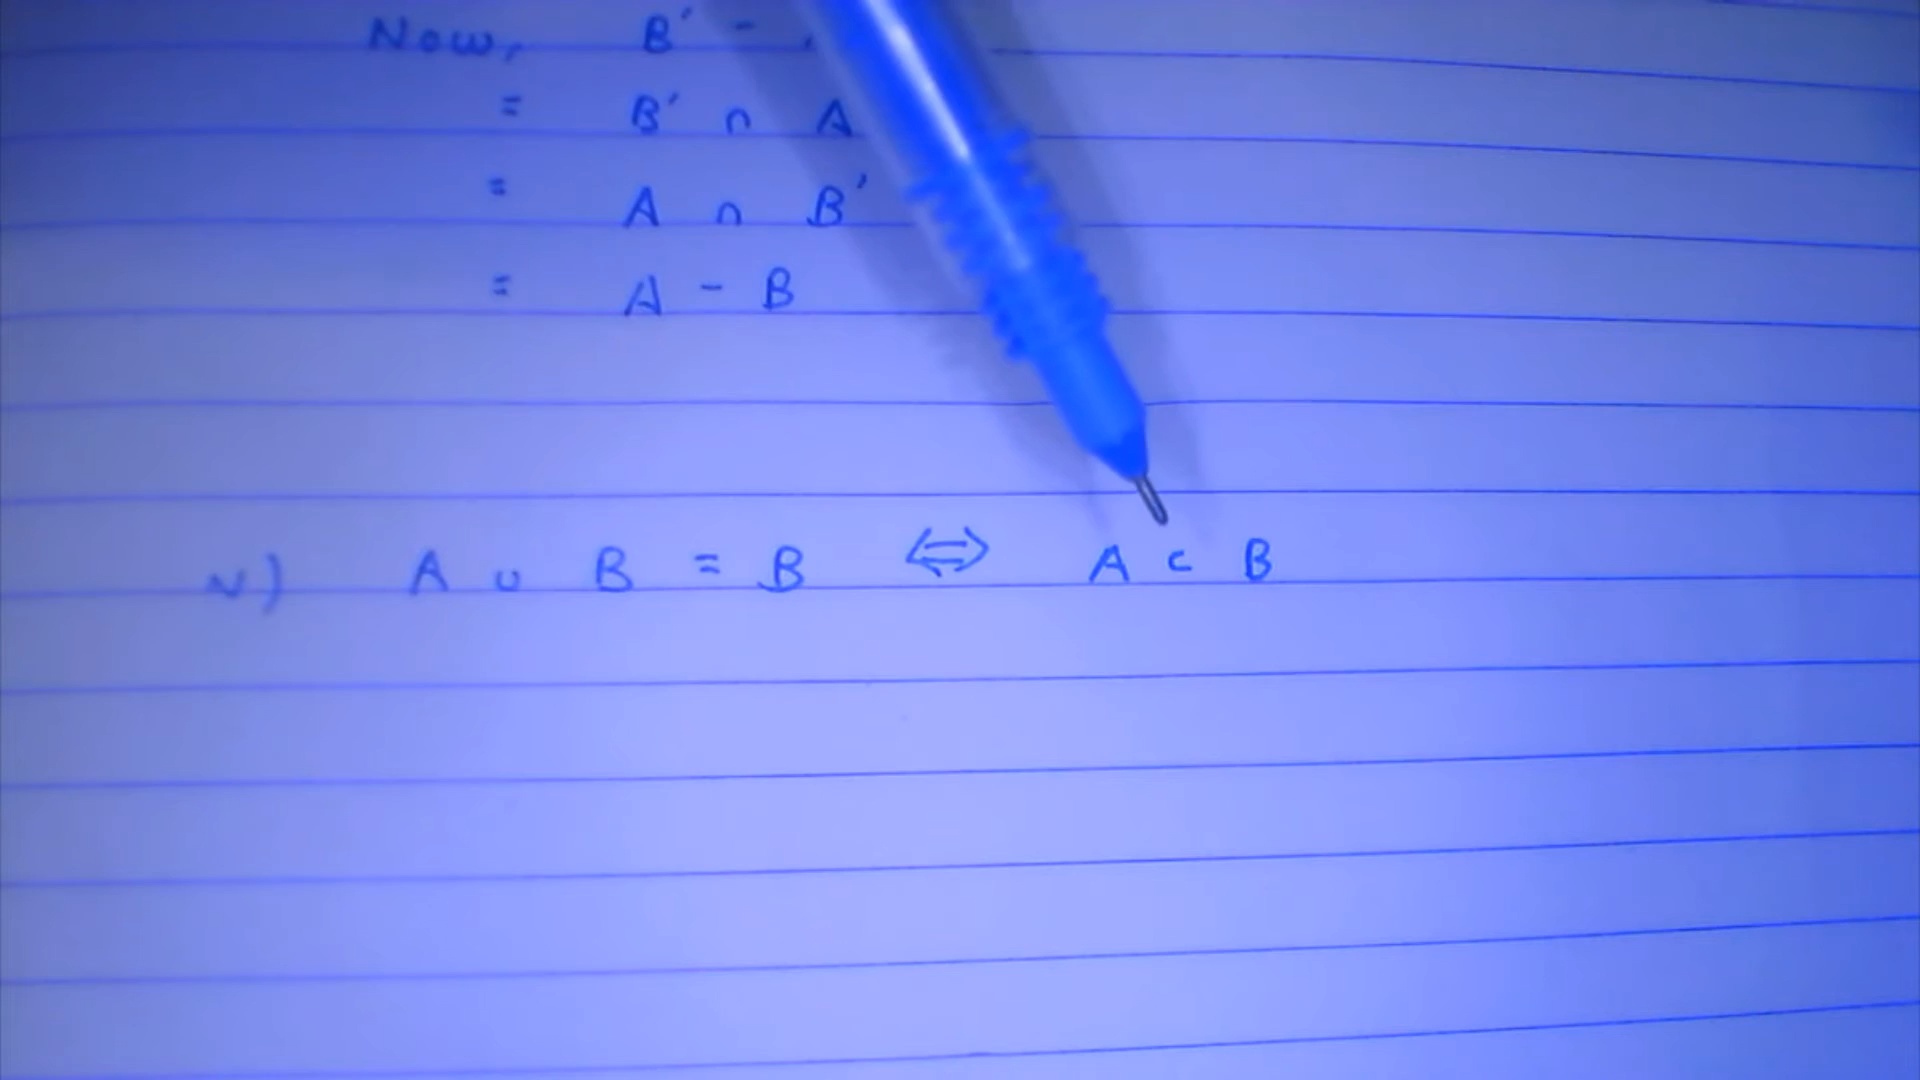 Now, B′ -
= B′ ∩ A
= A ∩ B′
= A - B
v) A ∪ B = B ⇔ A ⊂ B